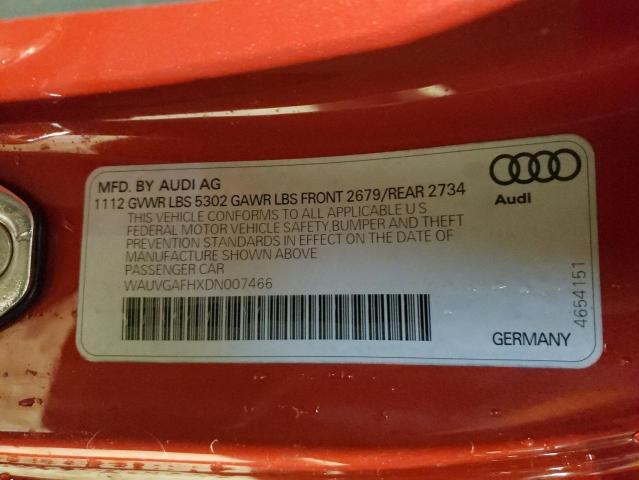 MFD. BY AUDI AG
1112 GVWR LBS 5302 GAWR LBS FRONT 2679/REAR 2734
THIS VEHICLE CONFORMS TO ALL APPLICABLE U S
FEDERAL MOTOR VEHICLE SAFETY,BUMPER AND THEFT
PREVENTION STANDARDS IN EFFECT ON THE DATE OF
MANUFACTURE SHOWN ABOVE
PASSENGER CAR
WAUVGAFHXDN007466
Audi
4654151
GERMANY